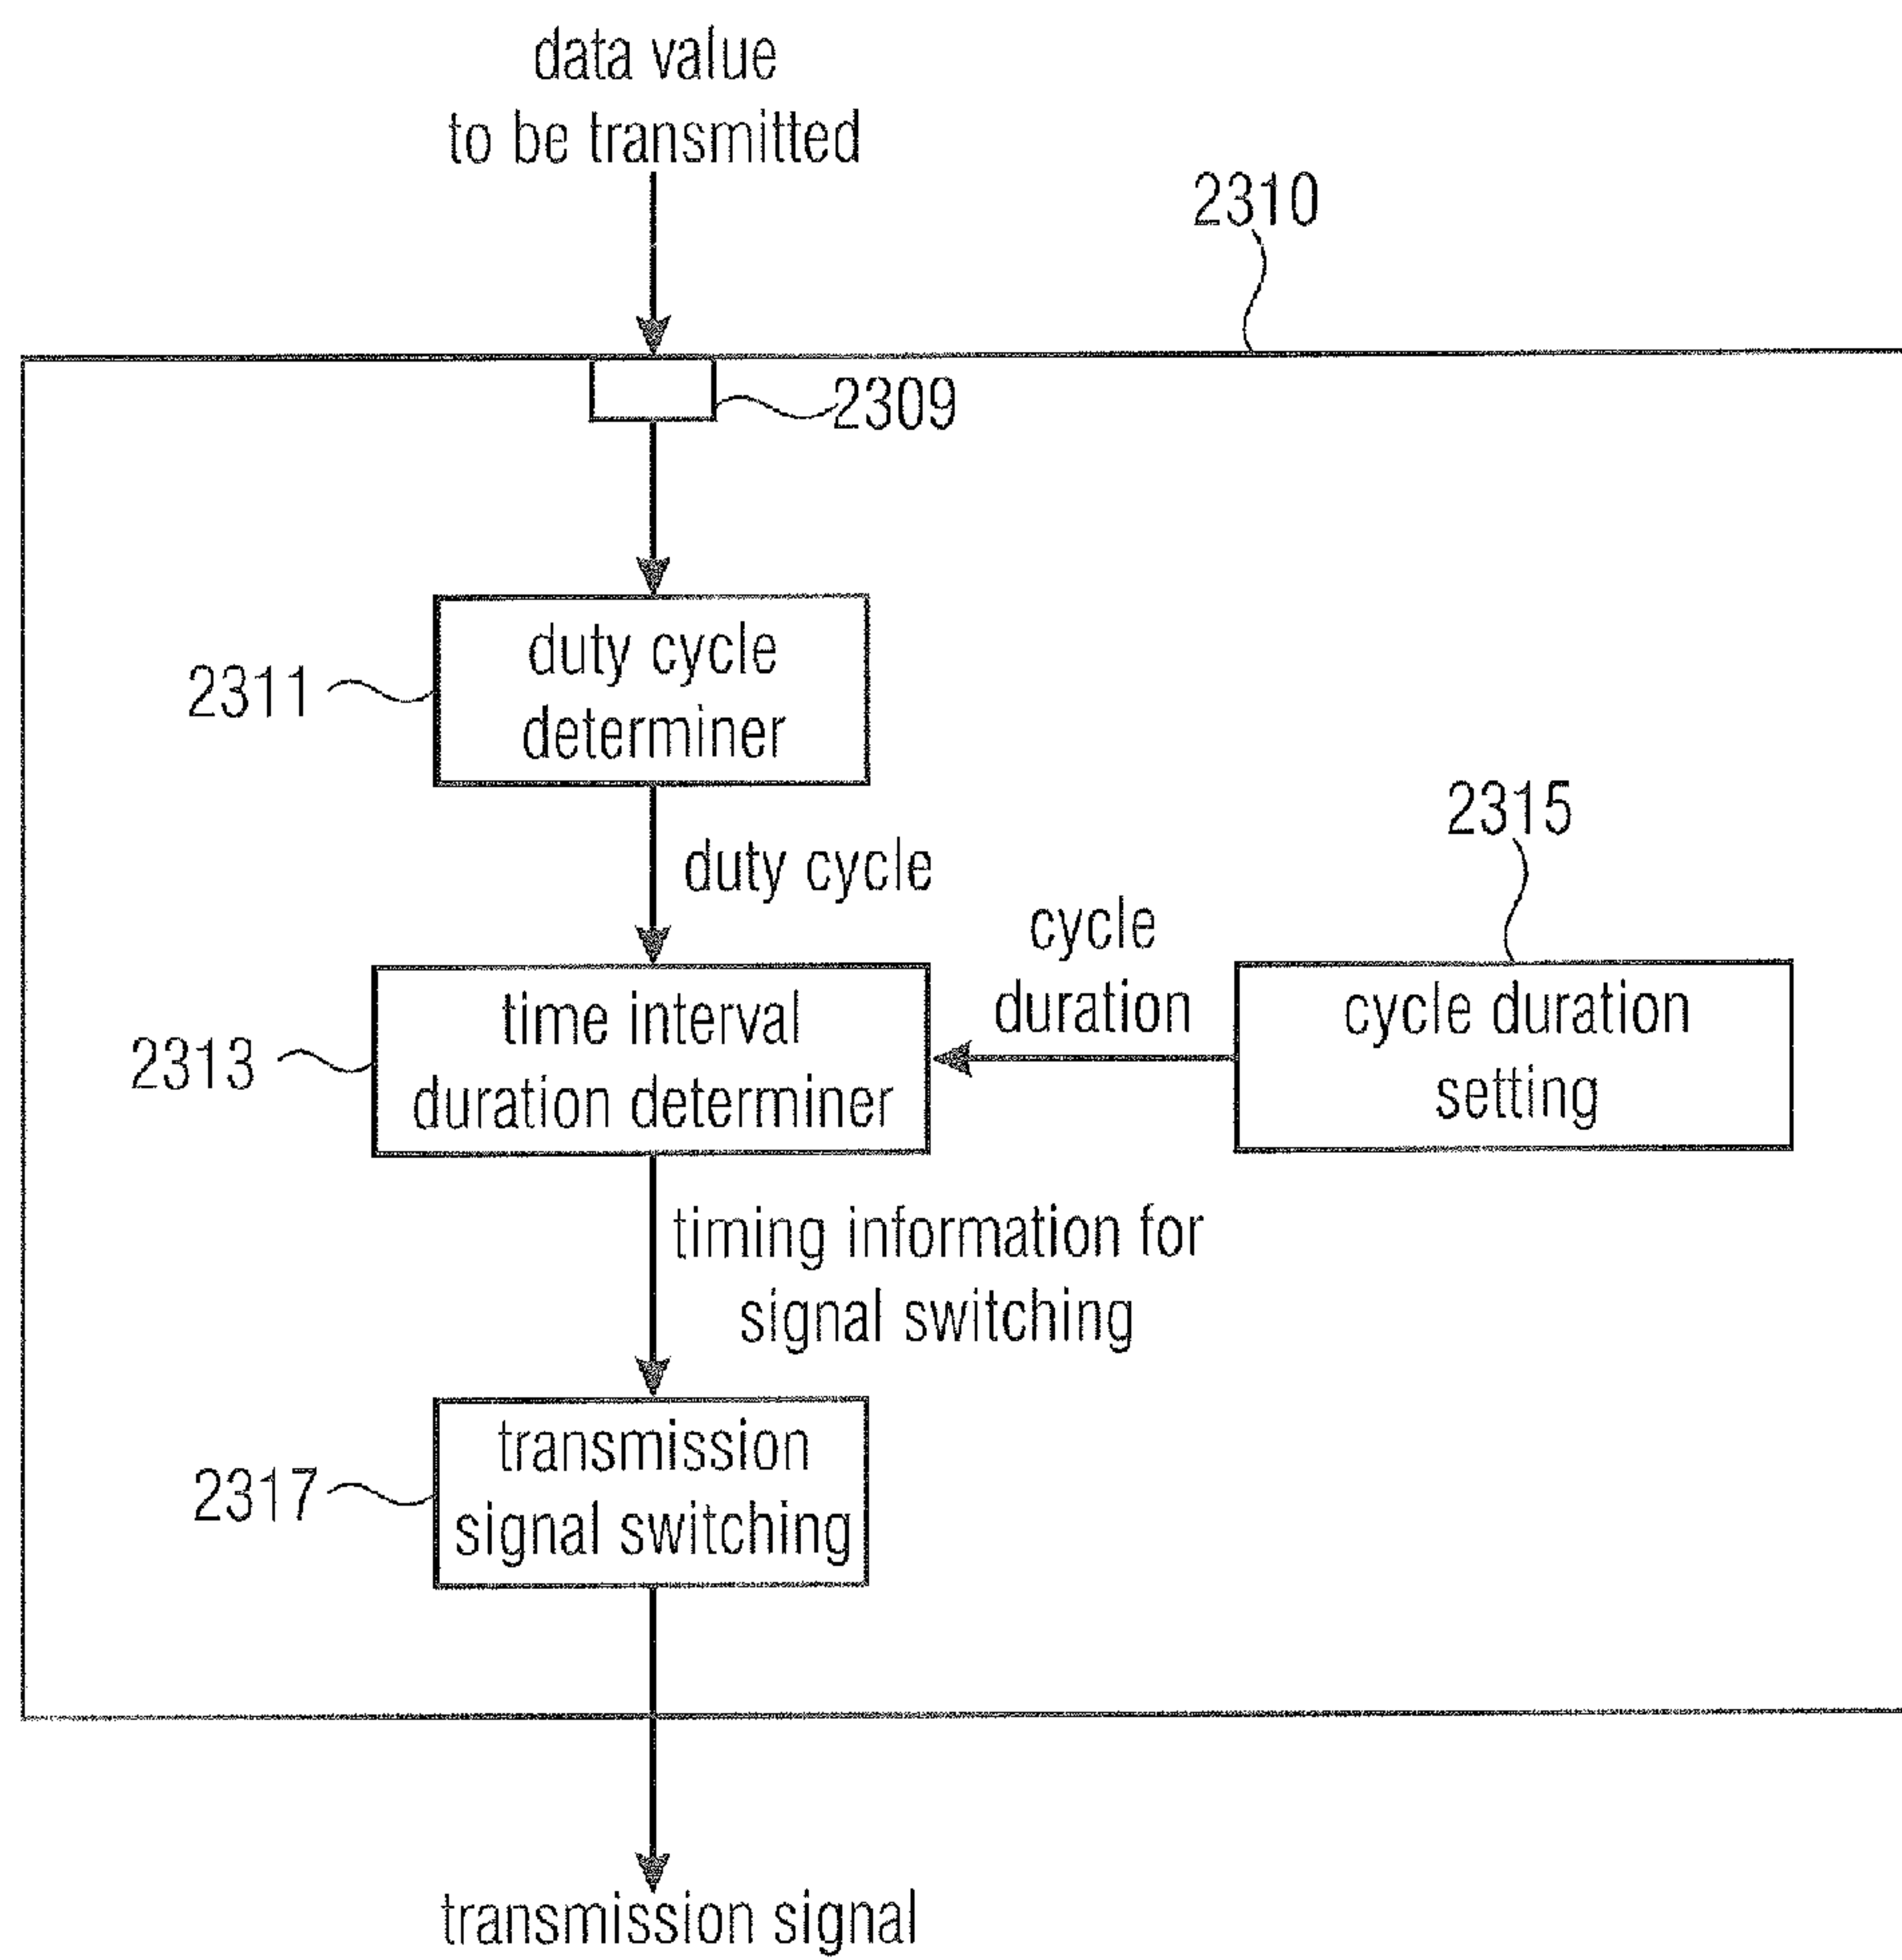 data value
to be transmitted
2310
2309
duty cycle
determiner
2311
duty cycle
2315
cycle
duration
time interval
duration determiner
cycle duration
setting
2313
timing information for
signal switching
transmission
signal switching
2317
transmission signal